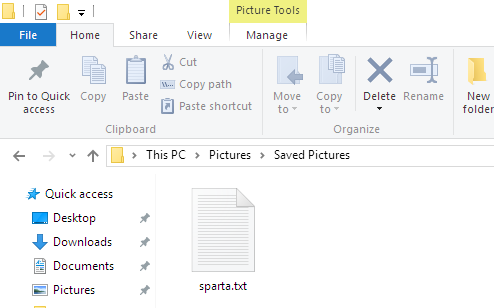 Picture Tools
File Home Share View Manage
Pin to Quick access
Copy
Paste
Cut
Copy path
Paste shortcut
Move to
Copy to
Delete
Rename
New folder
Clipboard
Organize
This PC Pictures Saved Pictures
Quick access
Desktop
Downloads
Documents
Pictures
sparta.txt